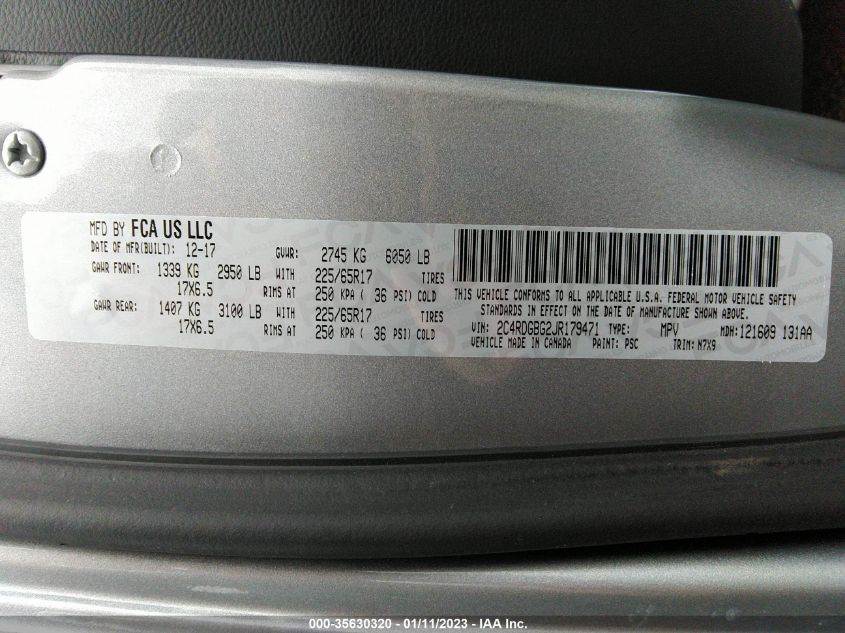 MFD BY FCA US LLC
DATE OF MFR(BUILT): 12-17 GVWR: 2745 KG 6050 LB
GAWR FRONT: 1339 KG 2950 LB WITH 225/65R17 TIRES
17X6.5 RIMS AT 250 KPA ( 36 PSI) COLD
GAWR REAR: 1407 KG 3100 LB WITH 225/65R17 TIRES
17X6.5 RIMS AT 250 KPA ( 36 PSI) COLD
THIS VEHICLE CONFORMS TO ALL APPLICABLE U.S.A. FEDERAL MOTOR VEHICLE SAFETY
STANDARDS IN EFFECT ON THE DATE OF MANUFACTURE SHOWN ABOVE.
VIN: 2C4RDGBG2JR179471 TYPE: MPV MDH:121609 131AA
VEHICLE MADE IN CANADA PAINT: PSC TRIM: N7X9
000-35630320 - 01/11/2023 - IAA Inc.